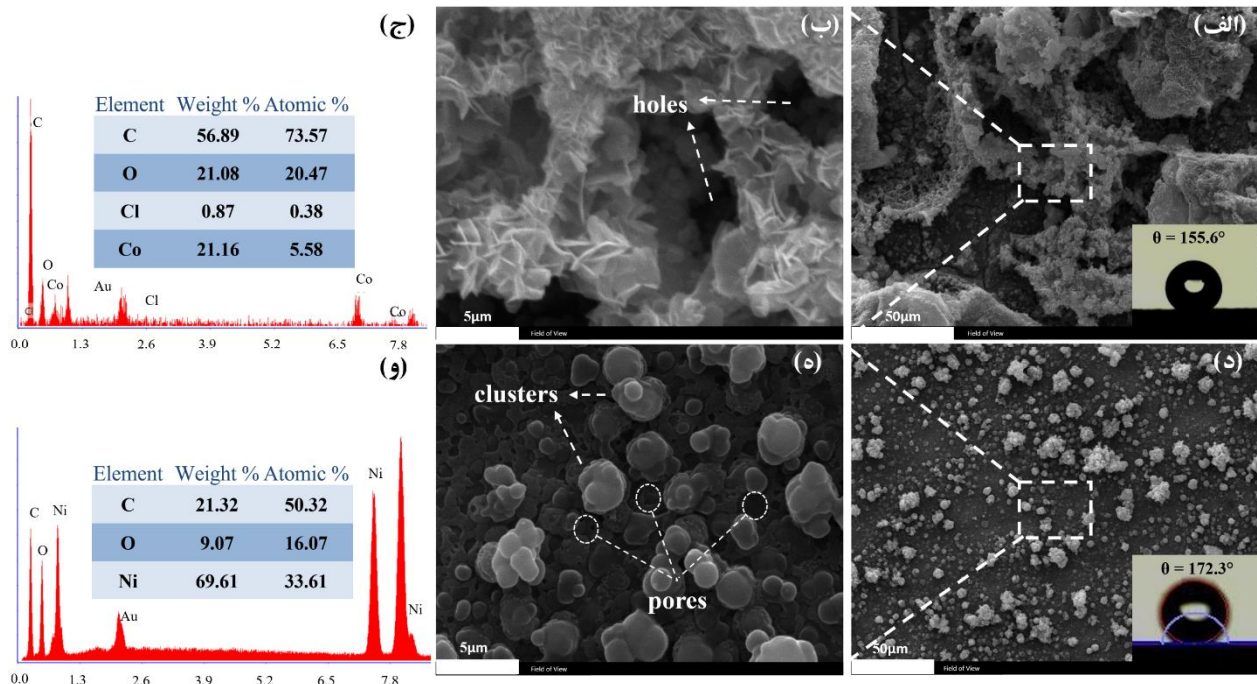 (ج)
Element Weight % Atomic %
C 56.89 73.57
O 21.08 20.47
Cl 0.87 0.38
Co 21.16 5.58
C
O
Co
Au
Cl
Co
Co
C
0.0 1.3 2.6 3.9 5.2 6.5 7.8
(ب)
holes
5µm
Field of View
(الف)
θ = 155.6°
50µm
Field of View
(و)
Element Weight % Atomic %
C 21.32 50.32
O 9.07 16.07
Ni 69.61 33.61
C
O
Ni
Au
Ni
Ni
0.0 1.3 2.6 3.9 5.2 6.5 7.8
(ه)
clusters
pores
5µm
Field of View
(د)
θ = 172.3°
50µm
Field of View